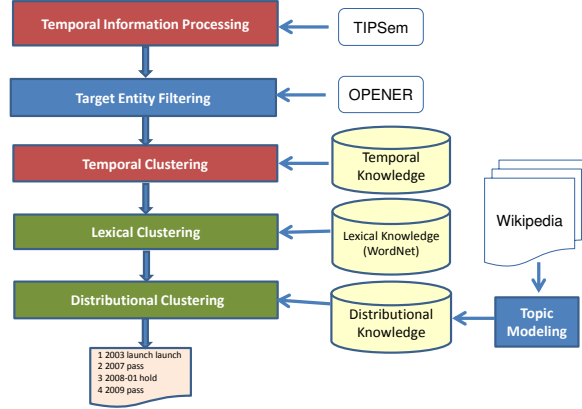 Temporal Information Processing
TIPSem
Target Entity Filtering
OPENER
Temporal Clustering
Temporal
Knowledge
Wikipedia
Lexical Clustering
Lexical Knowledge
(WordNet)
Distributional Clustering
Distributional
Knowledge
Topic
Modeling
1 2003 launch launch
2 2007 pass
3 2008-01 hold
4 2009 pass